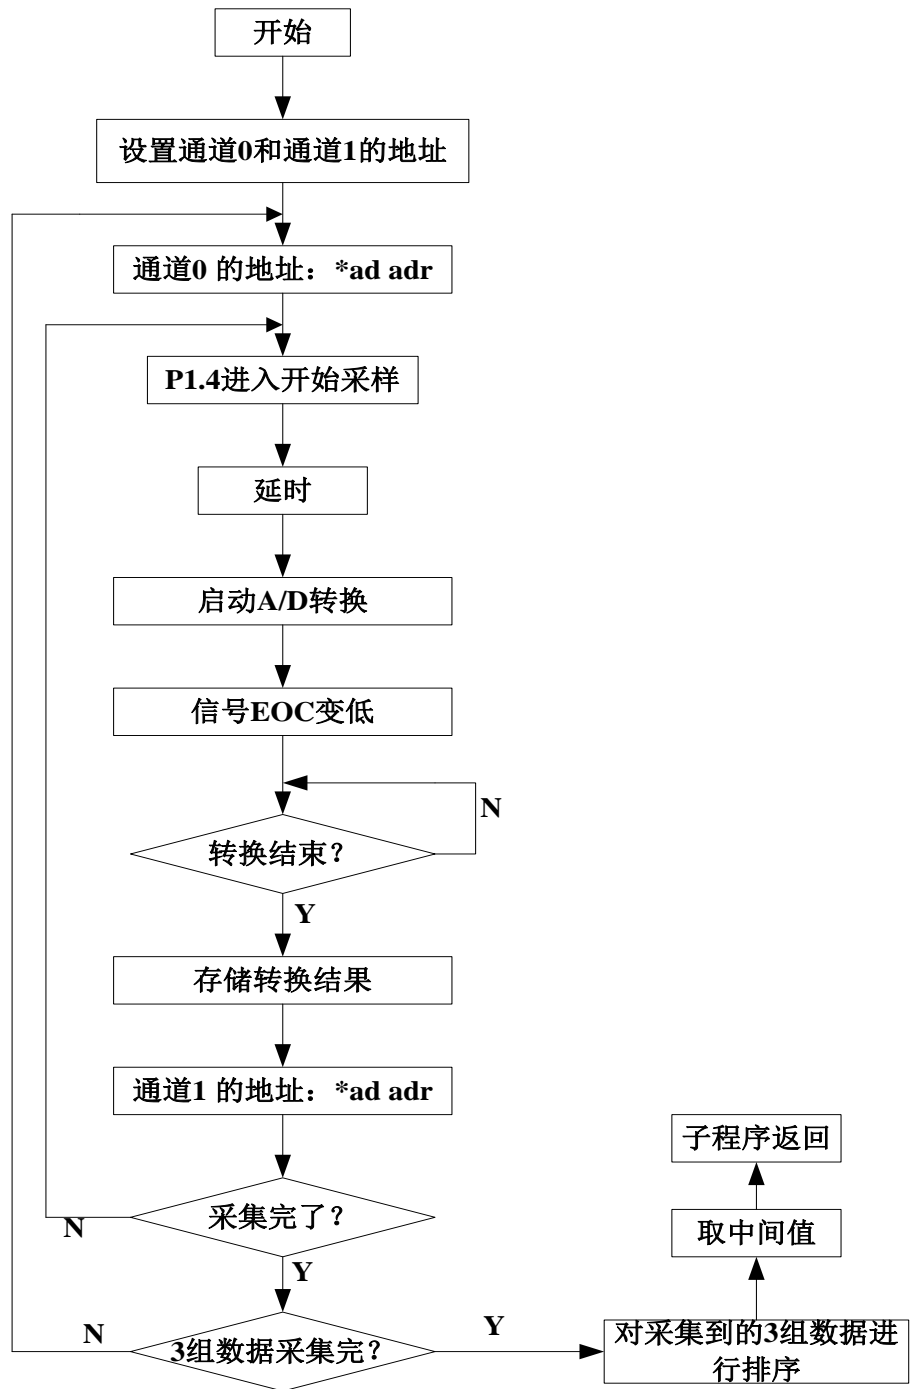 开始
设置通道0和通道1的地址
通道0 的地址：*ad adr
P1.4进入开始采样
延时
启动A/D转换
信号EOC变低
N
转换结束？
Y
存储转换结果
通道1 的地址：*ad adr
子程序返回
采集完了？
N
取中间值
Y
N
3组数据采集完？
Y
对采集到的3组数据进
行排序